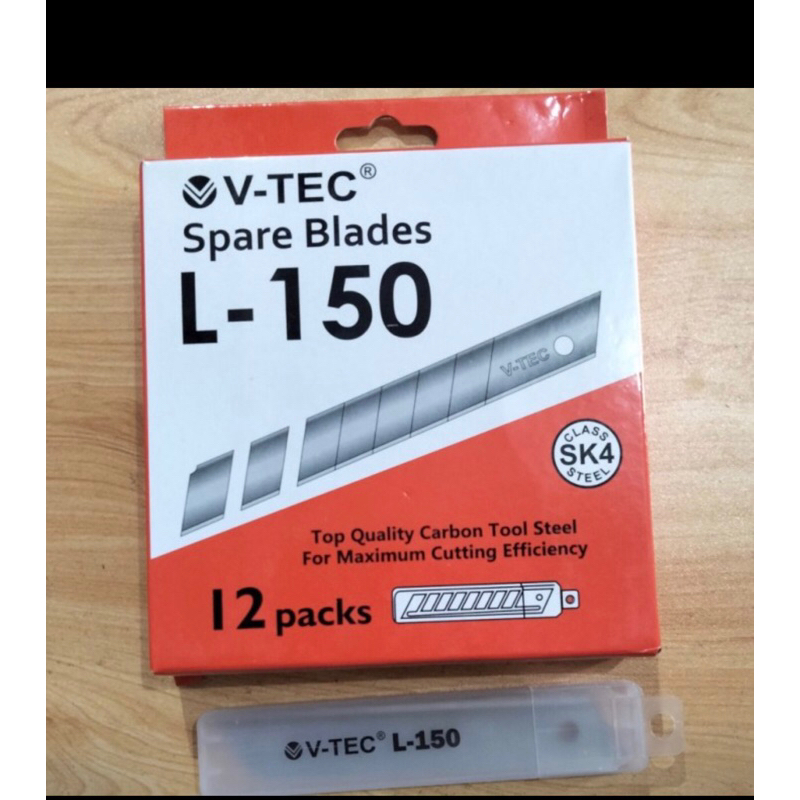 V-TEC®
Spare Blades
L-150
V-TEC
CLASS
SK4
STEEL
Top Quality Carbon Tool Steel
For Maximum Cutting Efficiency
12 packs
V-TEC® L-150